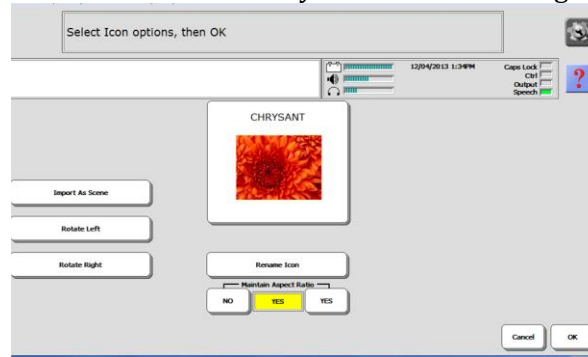 Select Icon options, then OK
12/04/2013 1:34PM
Caps Lock
Ctrl
Output
Speech
?
CHRYSANT
Import As Scene
Rotate Left
Rotate Right
Rename Icon
Maintain Aspect Ratio
NO YES YES
Cancel OK